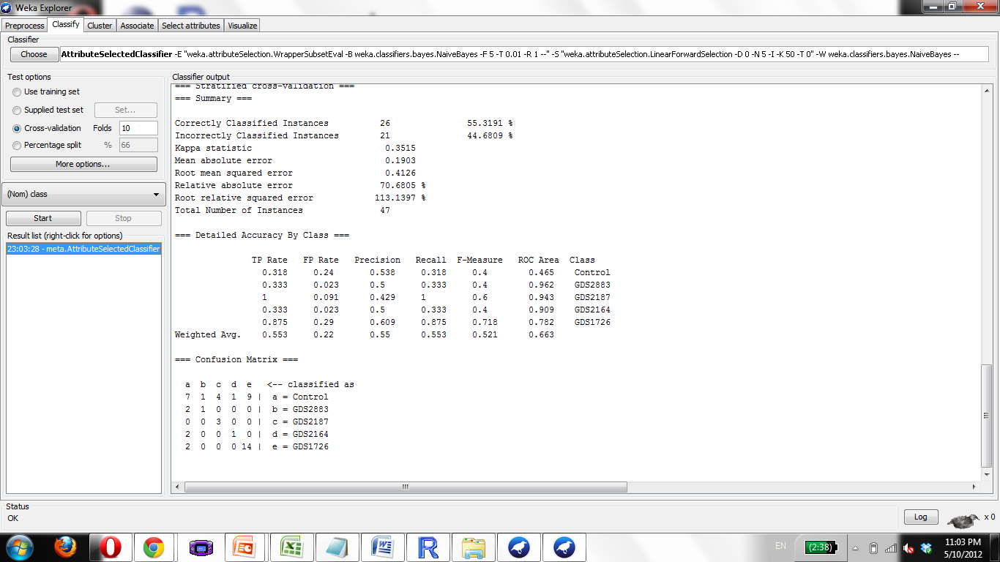 Weka Explorer
Preprocess Classify Cluster Associate Select attributes Visualize
Classifier
Choose AttributeSelectedClassifier -E "weka.attributeSelection.WrapperSubsetEval -B weka.classifiers.bayes.NaiveBayes -F 5 -T 0.01 -R 1 --" -S "weka.attributeSelection.LinearForwardSelection -D 0 -N 5 -I -K 50 -T 0" -W weka.classifiers.bayes.NaiveBayes --
Test options
Use training set
Supplied test set Set...
Cross-validation Folds 10
Percentage split % 66
More options...
(Nom) class
Start Stop
Result list (right-click for options)
23:03:28 - meta.AttributeSelectedClassifier
Classifier output
=== Stratified cross-validation ===
=== Summary ===
Correctly Classified Instances 26 55.3191 %
Incorrectly Classified Instances 21 44.6809 %
Kappa statistic 0.3515
Mean absolute error 0.1903
Root mean squared error 0.4126
Relative absolute error 70.6805 %
Root relative squared error 113.1397 %
Total Number of Instances 47
=== Detailed Accuracy By Class ===
TP Rate FP Rate Precision Recall F-Measure ROC Area Class
0.318 0.24 0.538 0.318 0.4 0.465 Control
0.333 0.023 0.5 0.333 0.4 0.962 GDS2883
1 0.091 0.429 1 0.6 0.943 GDS2187
0.333 0.023 0.5 0.333 0.4 0.909 GDS2164
0.875 0.29 0.609 0.875 0.718 0.782 GDS1726
Weighted Avg. 0.553 0.22 0.55 0.553 0.521 0.663
=== Confusion Matrix ===
a b c d e <-- classified as
7 1 4 1 9 | a = Control
2 1 0 0 0 | b = GDS2883
0 0 3 0 0 | c = GDS2187
2 0 0 1 0 | d = GDS2164
2 0 0 0 14 | e = GDS1726
Status
OK
Log x 0
EN (2:38) 11:03 PM
5/10/2012